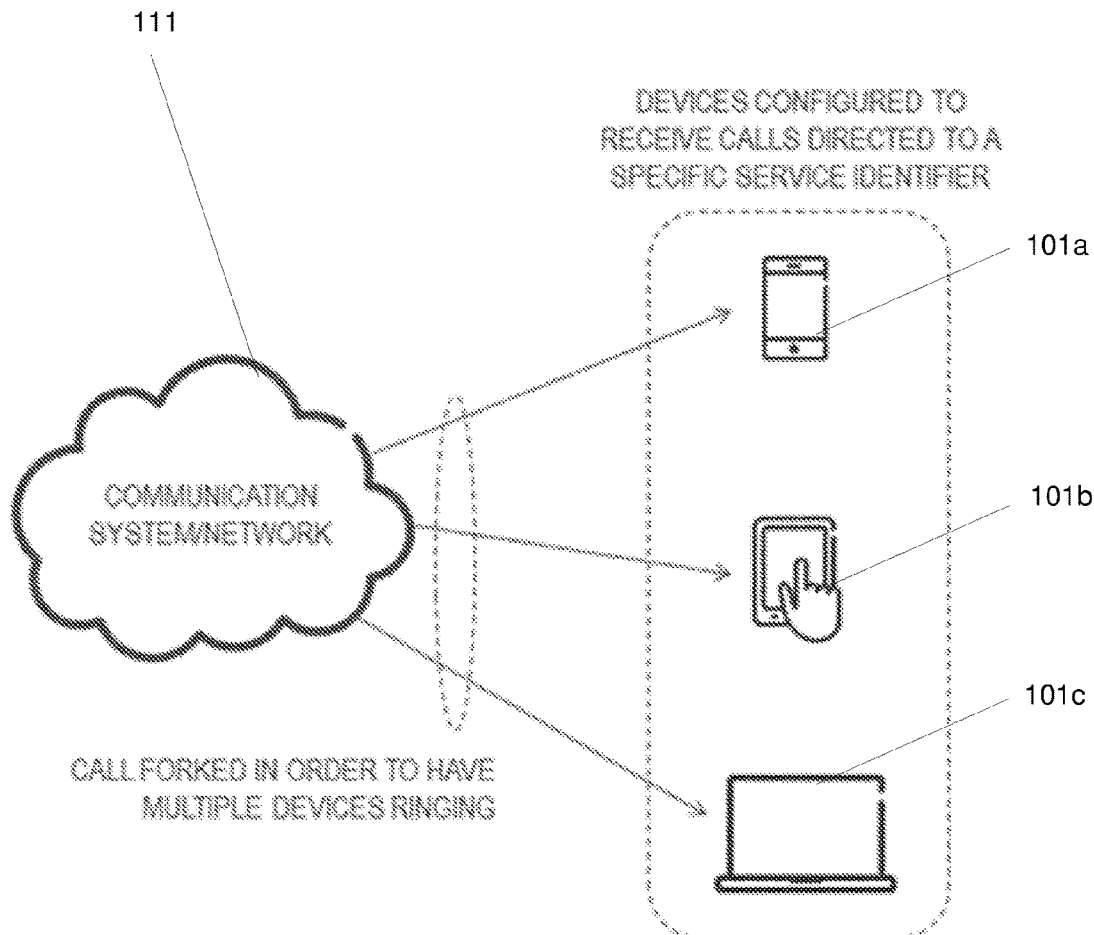 111
DEVICES CONFIGURED TO
RECEIVE CALLS DIRECTED TO A
SPECIFIC SERVICE IDENTIFIER
101a
COMMUNICATION
SYSTEM/NETWORK
101b
101c
CALL FORKED IN ORDER TO HAVE
MULTIPLE DEVICES RINGING